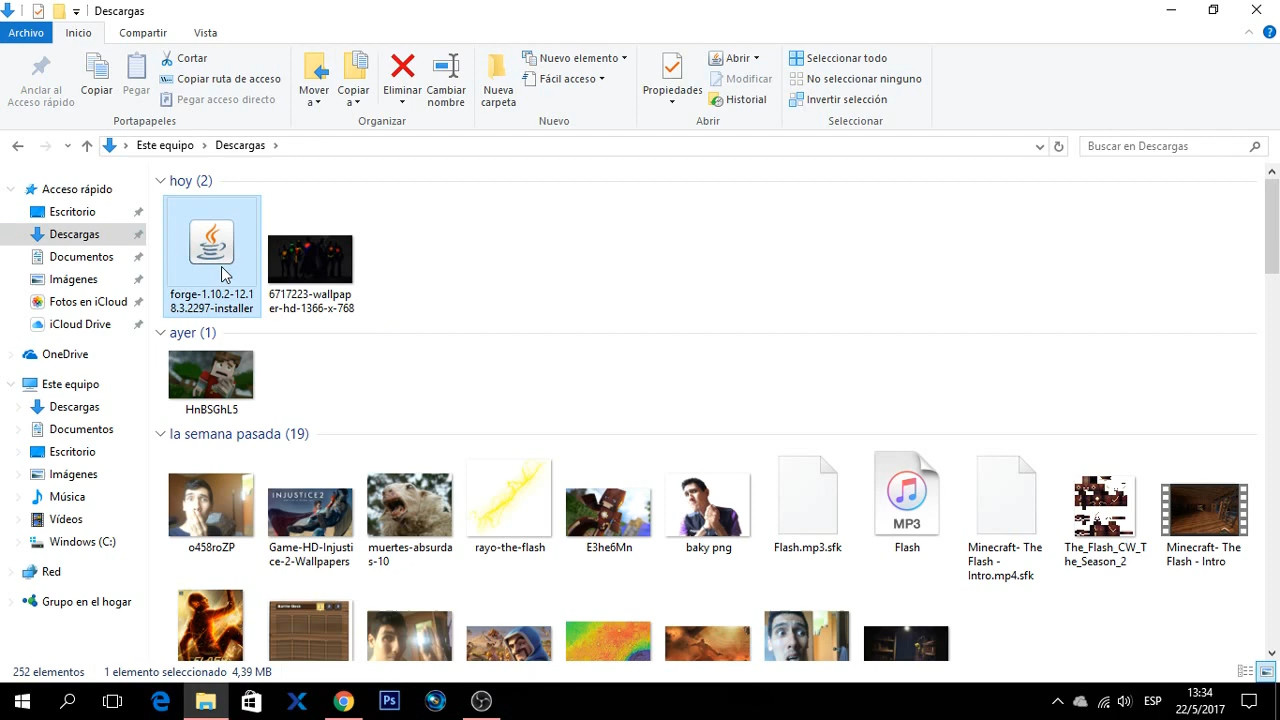 Descargas
Archivo Inicio Compartir Vista
Anclar al Acceso rápido
Copiar
Pegar
Cortar
Copiar ruta de acceso
Pegar acceso directo
Portapapeles
Mover a
Copiar a
Eliminar
Cambiar nombre
Organizar
Nueva carpeta
Nuevo elemento
Fácil acceso
Nuevo
Propiedades
Abrir
Modificar
Historial
Abrir
Seleccionar todo
No seleccionar ninguno
Invertir selección
Seleccionar
Este equipo Descargas
Buscar en Descargas
Acceso rápido
Escritorio
Descargas
Documentos
Imágenes
Fotos en iCloud
iCloud Drive
OneDrive
Este equipo
Descargas
Documentos
Escritorio
Imágenes
Música
Vídeos
Windows (C:)
Red
Grupo en el hogar
hoy (2)
forge-1.10.2-12.1
8.3.2297-installer
6717223-wallpap
er-hd-1366-x-768
ayer (1)
HnBSGhL5
la semana pasada (19)
INJUSTICE 2
MP3
o458roZP
Game-HD-Injusti
ce-2-Wallpapers
muertes-absurda
s-10
rayo-the-flash
E3he6Mn
baky png
Flash.mp3.sfk
Flash
Minecraft- The
Flash -
Intro.mp4.sfk
The_Flash_CW_T
he_Season_2
Minecraft- The
Flash - Intro
252 elementos 1 elemento seleccionado 4,39 MB
Ps
ESP
13:34
22/5/2017